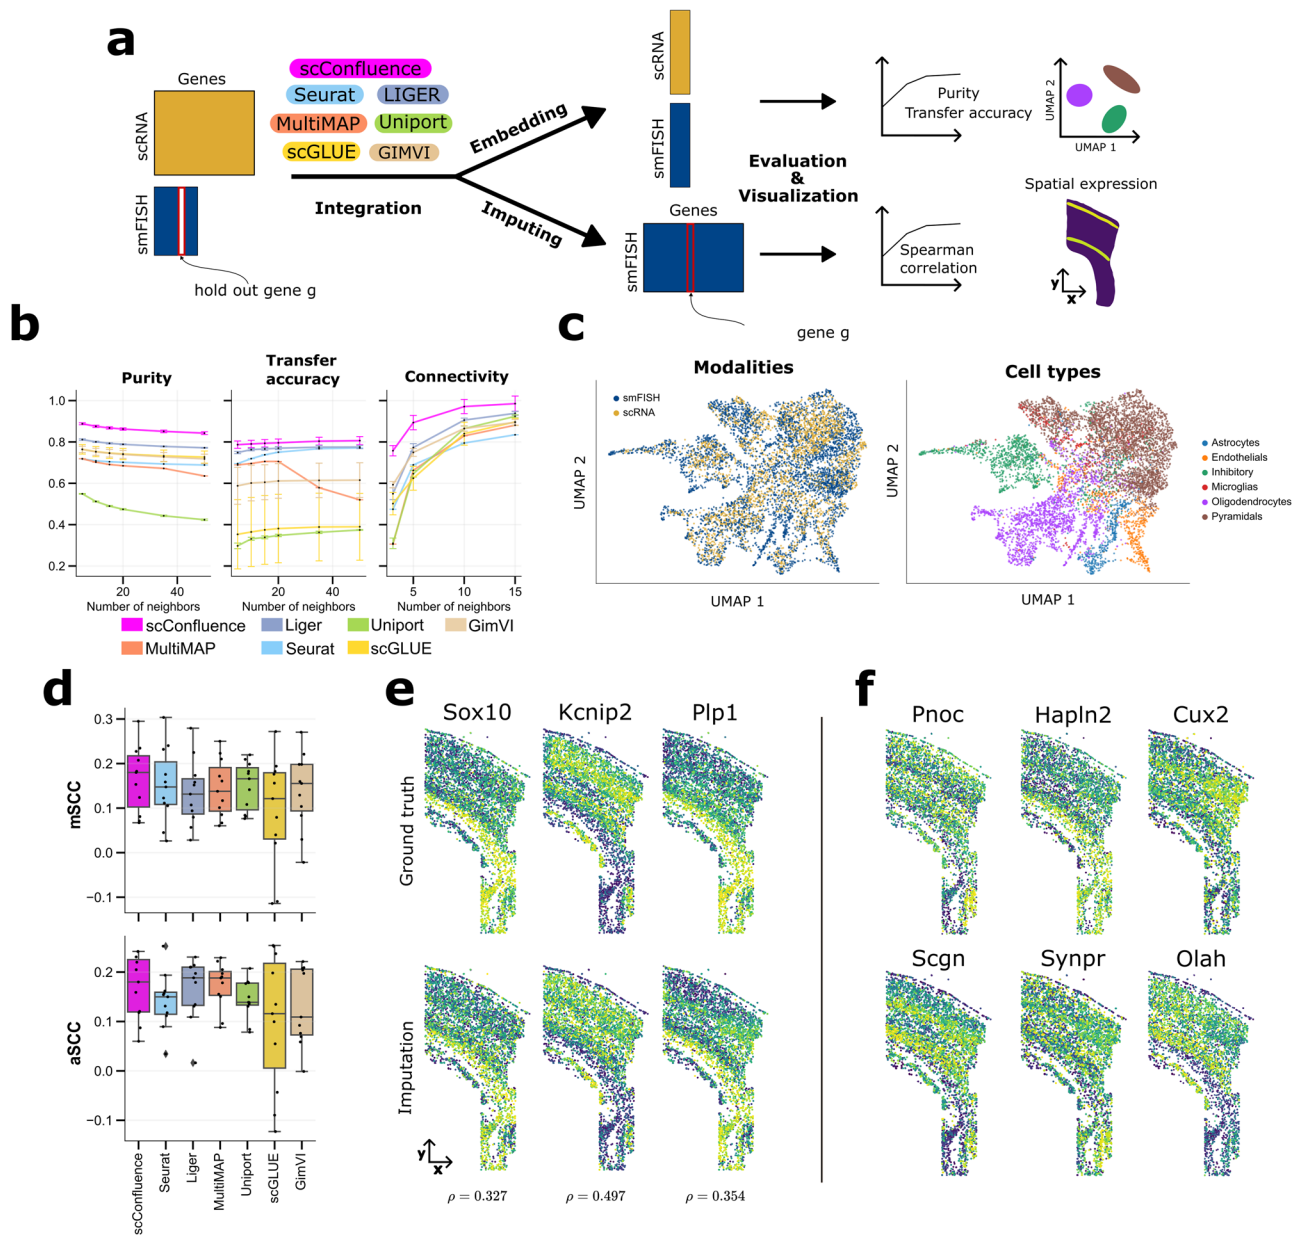 a
Genes
scRNA
smFISH
hold out gene g
scConfluence
Seurat
LIGER
MultiMAP
Uniport
scGLUE
GIMVI
Integration
Embedding
Imputing
scRNA
smFISH
Genes
smFISH
gene g
Evaluation
&
Visualization
Purity
Transfer accuracy
UMAP 2
UMAP 1
Spearman
correlation
Spatial expression
y
x
b
Purity
Transfer
accuracy
Connectivity
1.0
0.8
0.6
0.4
0.2
20
40
20
40
5
10
15
Number of neighbors
Number of neighbors
Number of neighbors
scConfluence
Liger
Uniport
GimVI
MultiMAP
Seurat
scGLUE
c
Modalities
smFISH
scRNA
UMAP 2
UMAP 1
Cell types
UMAP 2
UMAP 1
Astrocytes
Endothelials
Inhibitory
Microglias
Oligodendrocytes
Pyramidals
d
mSCC
0.3
0.2
0.1
0.0
−0.1
aSCC
0.2
0.1
0.0
−0.1
scConfluence
Seurat
Liger
MultiMAP
Uniport
scGLUE
GimVI
e
Sox10
Kcnip2
Plp1
Ground truth
Imputation
y
x
ρ = 0.327
ρ = 0.497
ρ = 0.354
f
Pnoc
Hapln2
Cux2
Scgn
Synpr
Olah